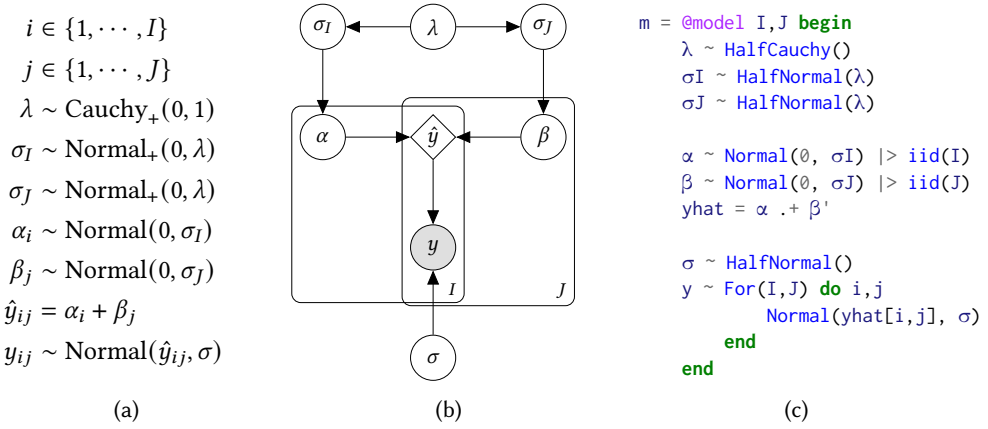 i ∈ {1, ⋯ , I}
j ∈ {1, ⋯ , J}
λ ∼ Cauchy₊(0, 1)
σ_I ∼ Normal₊(0, λ)
σ_J ∼ Normal₊(0, λ)
α_i ∼ Normal(0, σ_I)
β_j ∼ Normal(0, σ_J)
ŷ_ij = α_i + β_j
y_ij ∼ Normal(ŷ_ij, σ)
(a)
σ_I λ σ_J
α ŷ β
y
I J
σ
(b)
m = @model I,J begin
λ ~ HalfCauchy()
σI ~ HalfNormal(λ)
σJ ~ HalfNormal(λ)
α ~ Normal(0, σI) |> iid(I)
β ~ Normal(0, σJ) |> iid(J)
yhat = α .+ β'
σ ~ HalfNormal()
y ~ For(I,J) do i,j
Normal(yhat[i,j], σ)
end
end
(c)